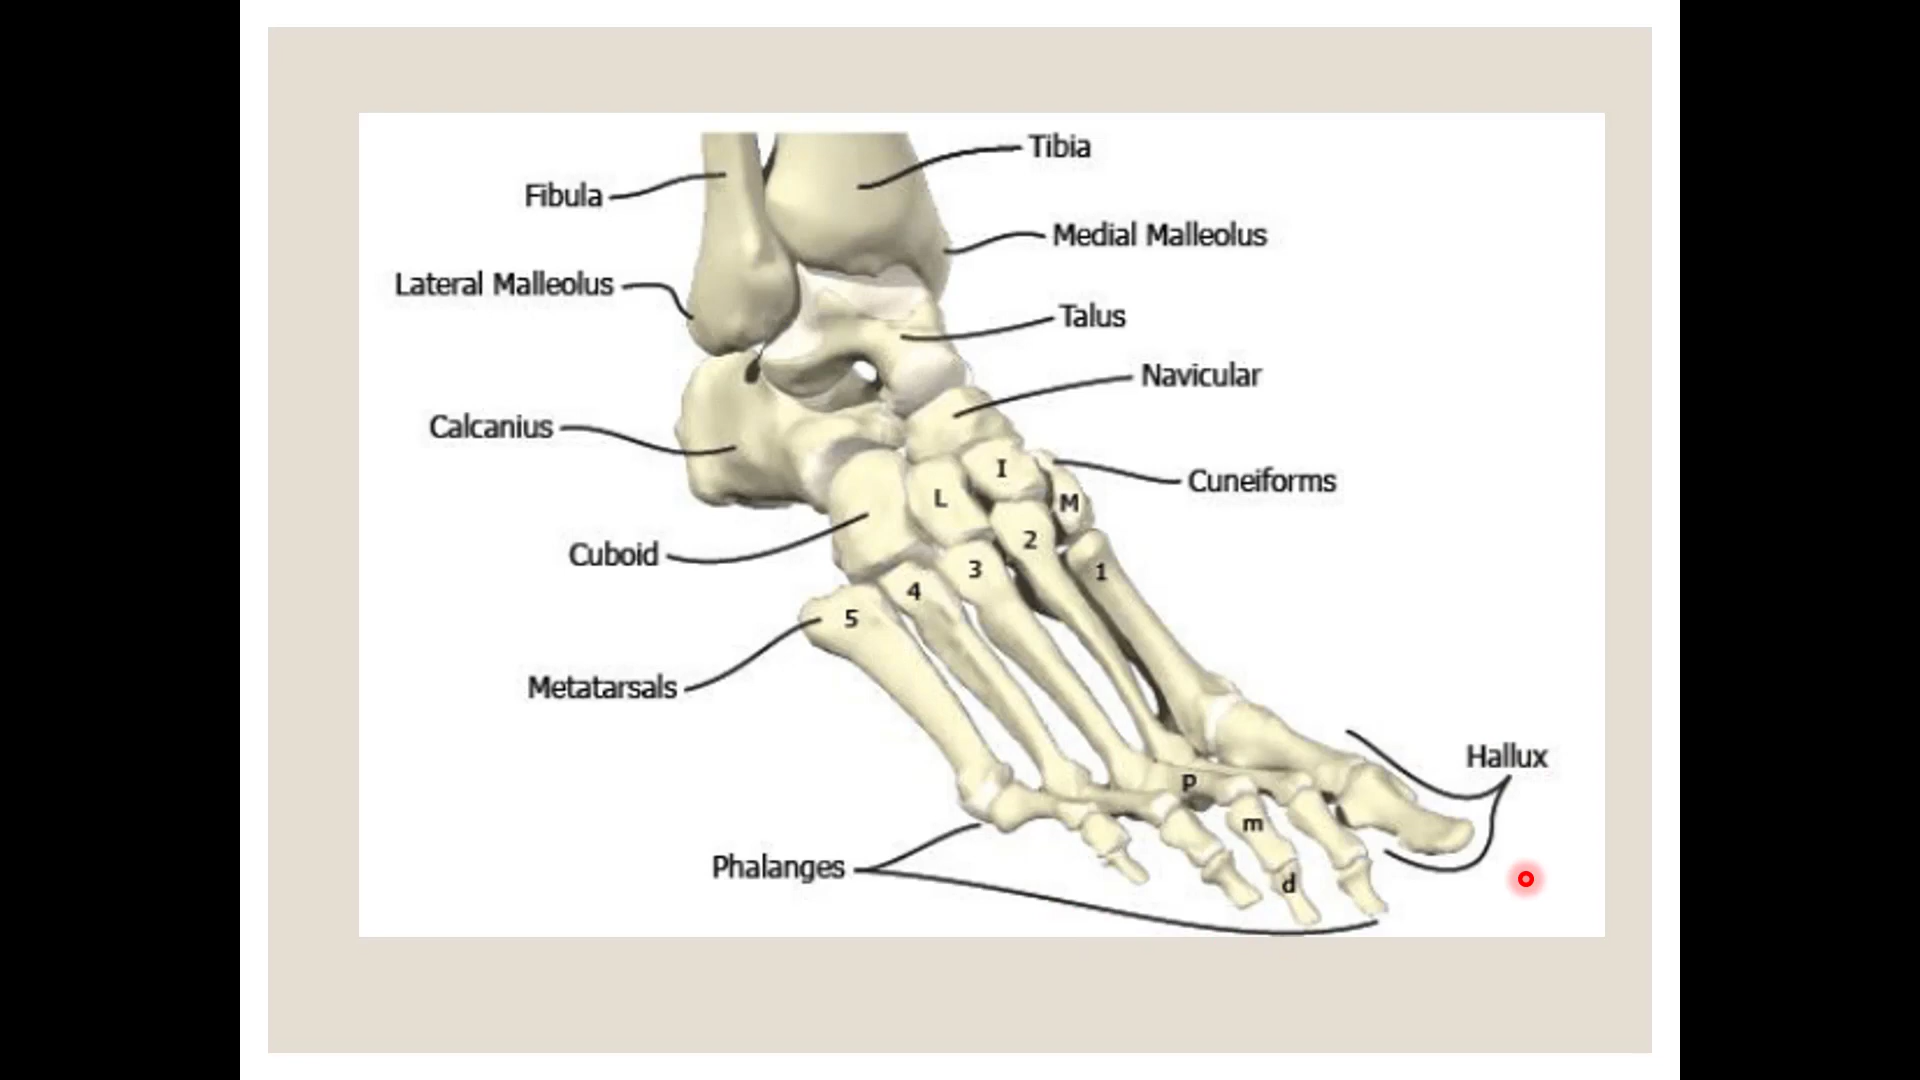 Tibia
Fibula
Medial Malleolus
Lateral Malleolus
Talus
Navicular
Calcanius
I
Cuneiforms
L
M
2
Cuboid
3
1
4
5
Metatarsals
Hallux
P
m
Phalanges
d